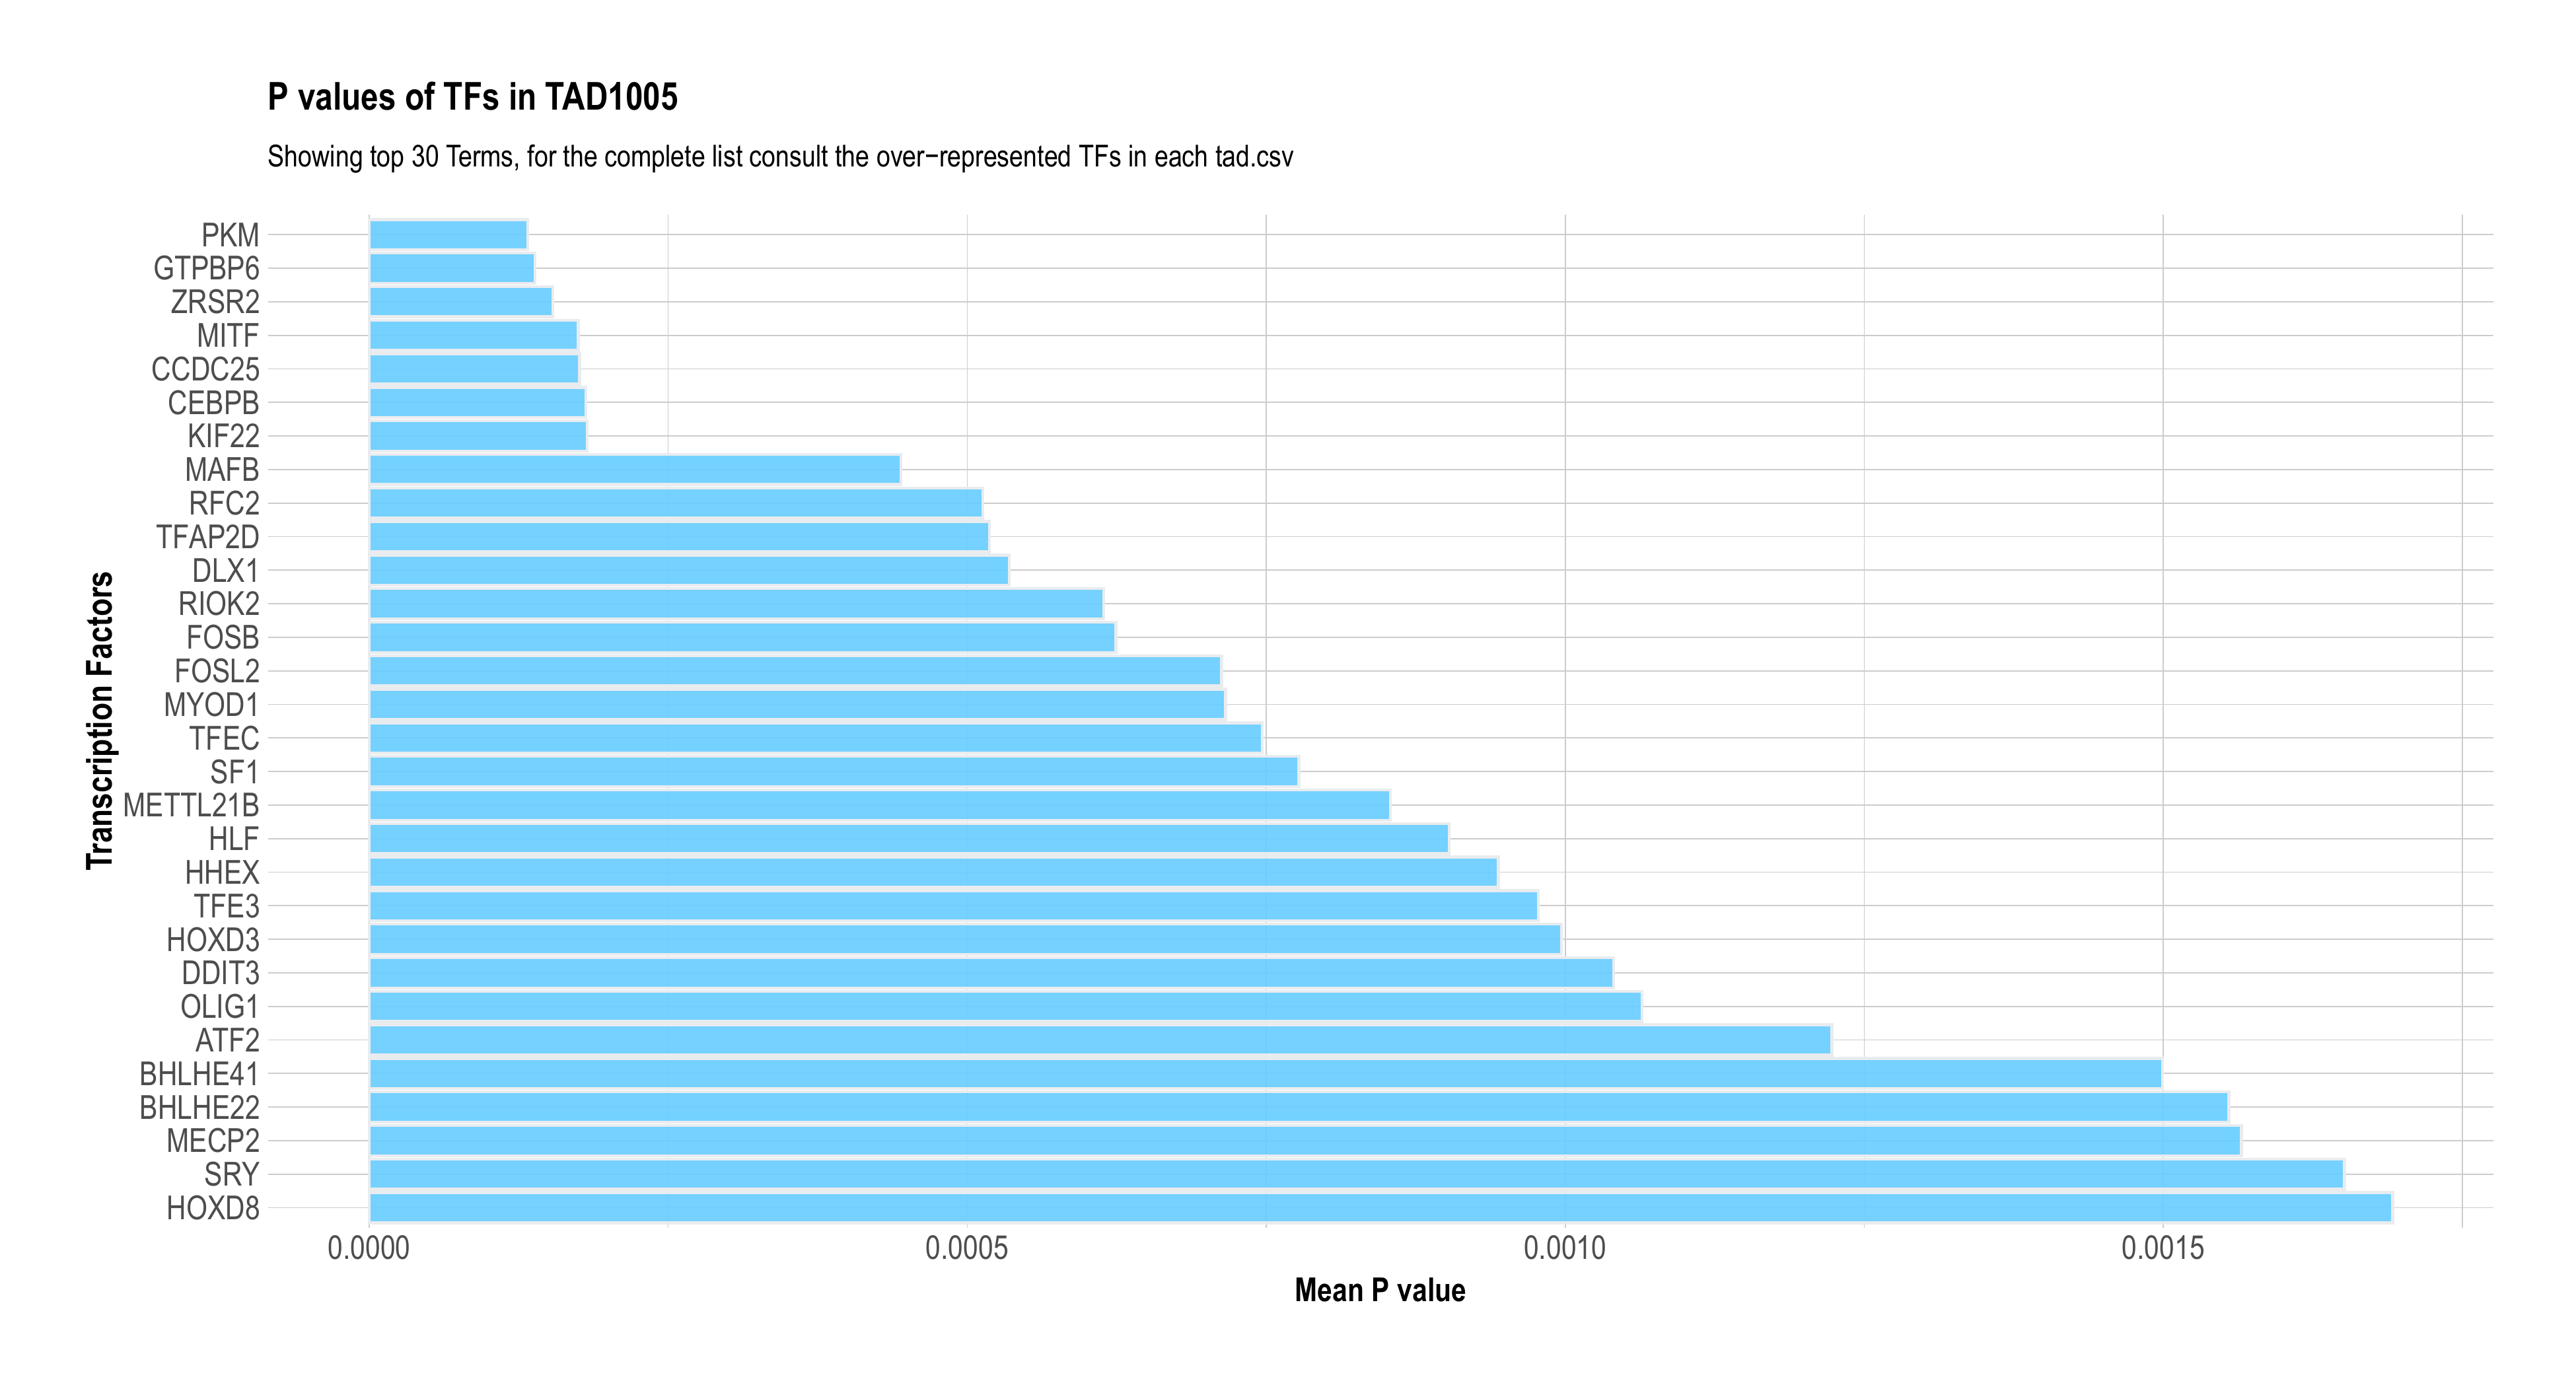 P values of TFs in TAD1005
Showing top 30 Terms, for the complete list consult the over−represented TFs in each tad.csv
Transcription Factors
PKM
GTPBP6
ZRSR2
MITF
CCDC25
CEBPB
KIF22
MAFB
RFC2
TFAP2D
DLX1
RIOK2
FOSB
FOSL2
MYOD1
TFEC
SF1
METTL21B
HLF
HHEX
TFE3
HOXD3
DDIT3
OLIG1
ATF2
BHLHE41
BHLHE22
MECP2
SRY
HOXD8
0.0000 0.0005 0.0010 0.0015
Mean P value